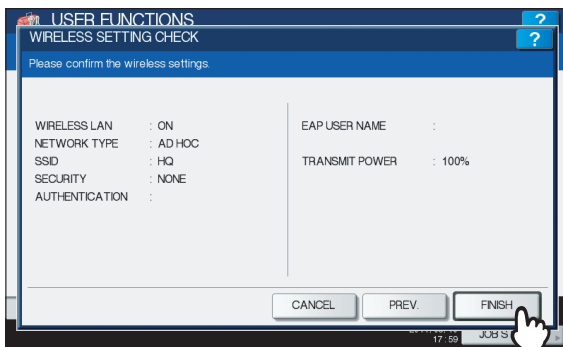 USER FUNCTIONS
?
WIRELESS SETTING CHECK
?
Please confirm the wireless settings.
WIRELESS LAN : ON
NETWORK TYPE : AD HOC
SSID : HQ
SECURITY : NONE
AUTHENTICATION :
EAP USER NAME :
TRANSMIT POWER : 100%
CANCEL
PREV.
FINISH
17:59
JOB S